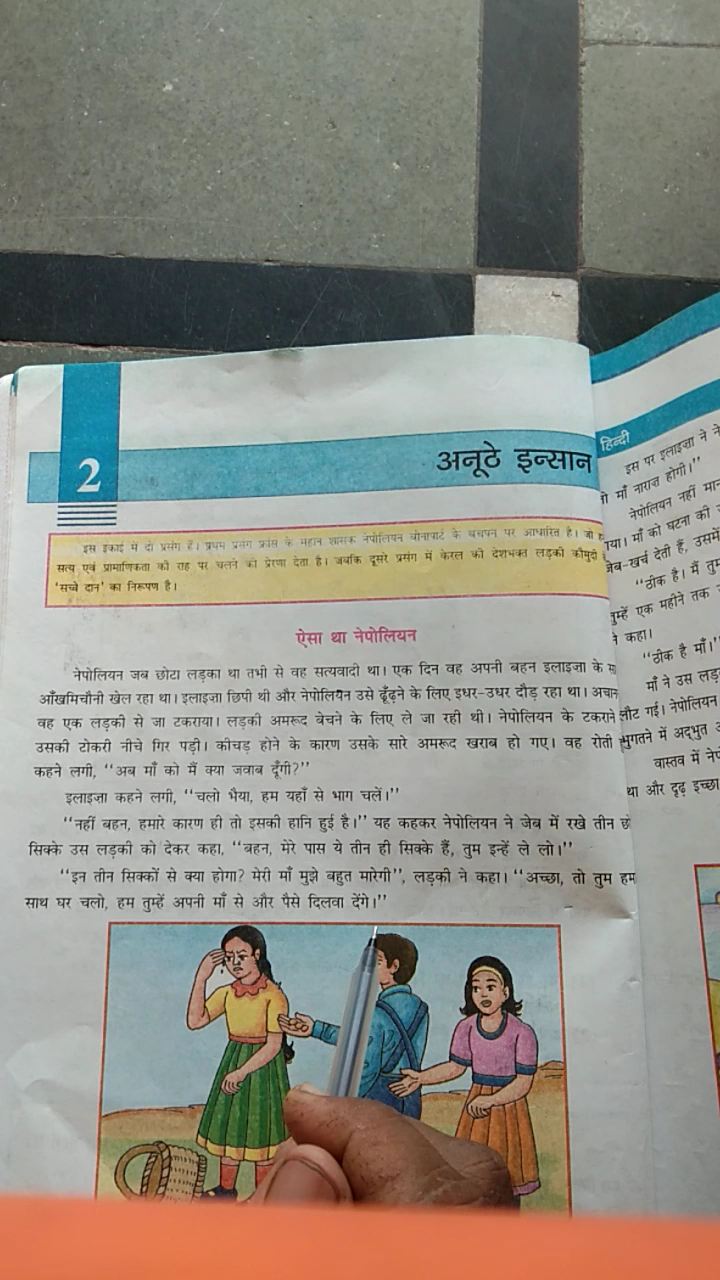 2
अनूठे इन्सान
इस इकाई में दो प्रसंग हैं। प्रथम प्रसंग फ्रांस के महान शासक नेपोलियन बोनापार्ट के बचपन पर आधारित है। जो
सत्य एवं प्रामाणिकता की राह पर चलने की प्रेरणा देता है। जबकि दूसरे प्रसंग में केरल की देशभक्त लड़की कौमुदी
'सच्चे दान' का निरूपण है।
ऐसा था नेपोलियन
नेपोलियन जब छोटा लड़का था तभी से वह सत्यवादी था। एक दिन वह अपनी बहन इलाइज़ा के
आँखमिचौनी खेल रहा था। इलाइज़ा छिपी थी और नेपोलियन उसे ढूँढ़ने के लिए इधर-उधर दौड़ रहा था।
वह एक लड़की से जा टकराया। लड़की अमरूद बेचने के लिए ले जा रही थी। नेपोलियन के टकराने
उसकी टोकरी नीचे गिर पड़ी। कीचड़ होने के कारण उसके सारे अमरूद खराब हो गए। वह रोती
कहने लगी, "अब माँ को मैं क्या जवाब दूँगी?"
इलाइज़ा कहने लगी, "चलो भैया, हम यहाँ से भाग चलें।"
"नहीं बहन, हमारे कारण ही तो इसकी हानि हुई है।" यह कहकर नेपोलियन ने जेब में रखे तीन
सिक्के उस लड़की को देकर कहा, "बहन, मेरे पास ये तीन ही सिक्के हैं, तुम इन्हें ले लो।"
"इन तीन सिक्कों से क्या होगा? मेरी माँ मुझे बहुत मारेगी", लड़की ने कहा। "अच्छा, तो तुम
साथ घर चलो, हम तुम्हें अपनी माँ से और पैसे दिलवा देंगे।"
हिन्दी
इस पर इलाइज़ा ने
माँ नाराज़ होगी।"
नेपोलियन नहीं
माँ को घटना की
जेब-खर्च देती हैं, उसमें
"ठीक है। मैं
तुम्हें एक महीने तक
ने कहा।
"ठीक है माँ।"
माँ ने उस
लौट गई। नेपोलियन
भुगतने में अद्भुत
वास्तव में
था और दृढ़ इच्छा